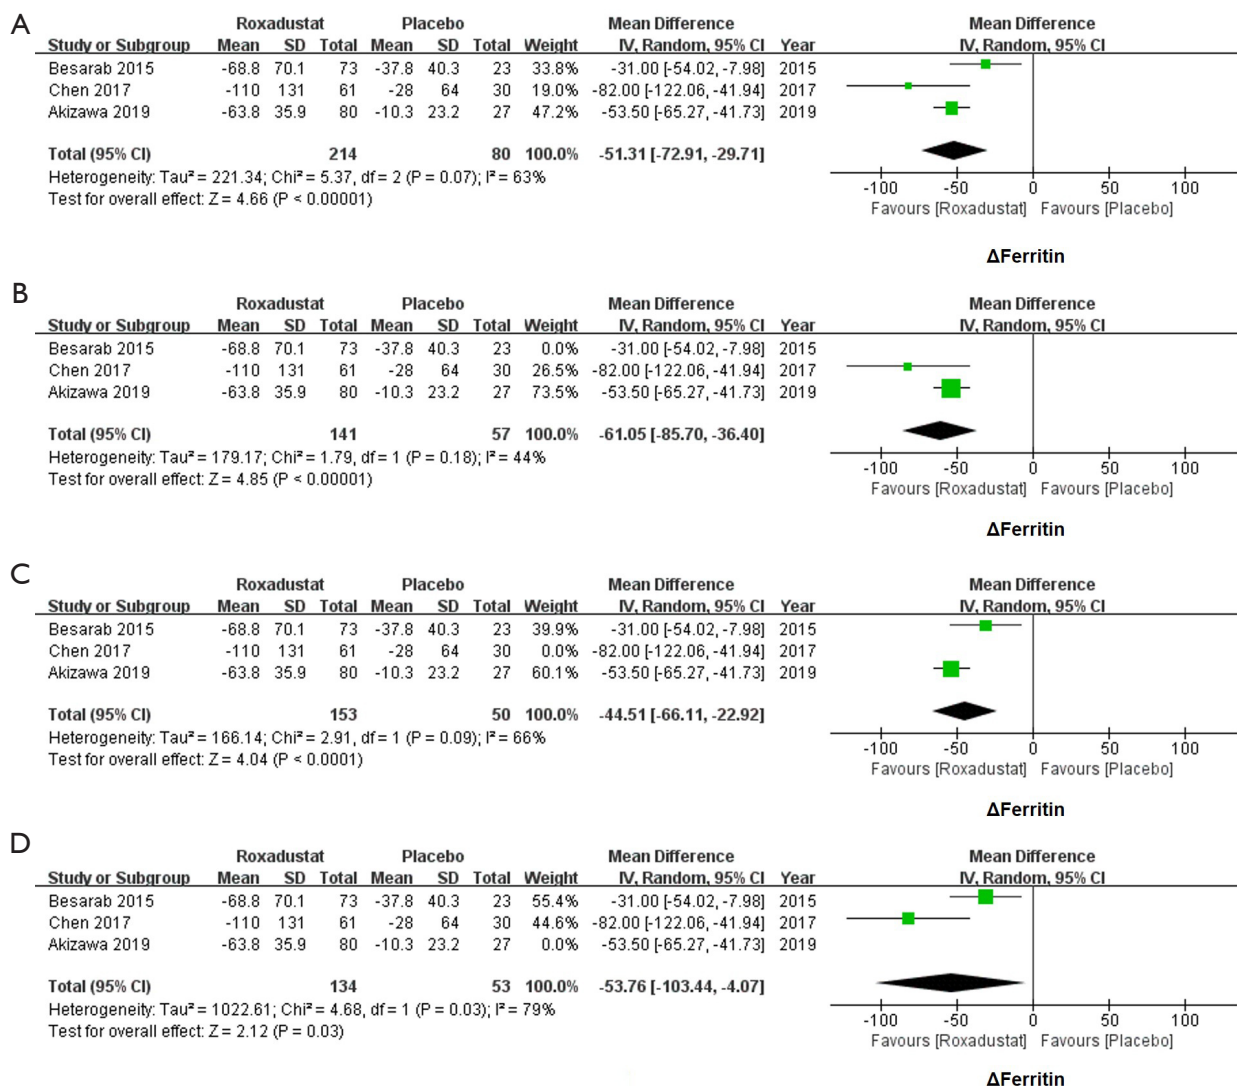 A
Roxadustat Placebo Mean Difference Mean Difference
Study or Subgroup Mean SD Total Mean SD Total Weight IV, Random, 95% CI Year IV, Random, 95% CI
Besarab 2015 -68.8 70.1 73 -37.8 40.3 23 33.8% -31.00 [-54.02, -7.98] 2015
Chen 2017 -110 131 61 -28 64 30 19.0% -82.00 [-122.06, -41.94] 2017
Akizawa 2019 -63.8 35.9 80 -10.3 23.2 27 47.2% -53.50 [-65.27, -41.73] 2019
Total (95% CI) 214 80 100.0% -51.31 [-72.91, -29.71]
Heterogeneity: Tau² = 221.34; Chi² = 5.37, df = 2 (P = 0.07); I² = 63%
Test for overall effect: Z = 4.66 (P < 0.00001)
-100 -50 0 50 100
Favours [Roxadustat] Favours [Placebo]
ΔFerritin
B
Roxadustat Placebo Mean Difference Mean Difference
Study or Subgroup Mean SD Total Mean SD Total Weight IV, Random, 95% CI Year IV, Random, 95% CI
Besarab 2015 -68.8 70.1 73 -37.8 40.3 23 0.0% -31.00 [-54.02, -7.98] 2015
Chen 2017 -110 131 61 -28 64 30 26.5% -82.00 [-122.06, -41.94] 2017
Akizawa 2019 -63.8 35.9 80 -10.3 23.2 27 73.5% -53.50 [-65.27, -41.73] 2019
Total (95% CI) 141 57 100.0% -61.05 [-85.70, -36.40]
Heterogeneity: Tau² = 179.17; Chi² = 1.79, df = 1 (P = 0.18); I² = 44%
Test for overall effect: Z = 4.85 (P < 0.00001)
-100 -50 0 50 100
Favours [Roxadustat] Favours [Placebo]
ΔFerritin
C
Roxadustat Placebo Mean Difference Mean Difference
Study or Subgroup Mean SD Total Mean SD Total Weight IV, Random, 95% CI Year IV, Random, 95% CI
Besarab 2015 -68.8 70.1 73 -37.8 40.3 23 39.9% -31.00 [-54.02, -7.98] 2015
Chen 2017 -110 131 61 -28 64 30 0.0% -82.00 [-122.06, -41.94] 2017
Akizawa 2019 -63.8 35.9 80 -10.3 23.2 27 60.1% -53.50 [-65.27, -41.73] 2019
Total (95% CI) 153 50 100.0% -44.51 [-66.11, -22.92]
Heterogeneity: Tau² = 166.14; Chi² = 2.91, df = 1 (P = 0.09); I² = 66%
Test for overall effect: Z = 4.04 (P < 0.0001)
-100 -50 0 50 100
Favours [Roxadustat] Favours [Placebo]
ΔFerritin
D
Roxadustat Placebo Mean Difference Mean Difference
Study or Subgroup Mean SD Total Mean SD Total Weight IV, Random, 95% CI Year IV, Random, 95% CI
Besarab 2015 -68.8 70.1 73 -37.8 40.3 23 55.4% -31.00 [-54.02, -7.98] 2015
Chen 2017 -110 131 61 -28 64 30 44.6% -82.00 [-122.06, -41.94] 2017
Akizawa 2019 -63.8 35.9 80 -10.3 23.2 27 0.0% -53.50 [-65.27, -41.73] 2019
Total (95% CI) 134 53 100.0% -53.76 [-103.44, -4.07]
Heterogeneity: Tau² = 1022.61; Chi² = 4.68, df = 1 (P = 0.03); I² = 79%
Test for overall effect: Z = 2.12 (P = 0.03)
-100 -50 0 50 100
Favours [Roxadustat] Favours [Placebo]
ΔFerritin